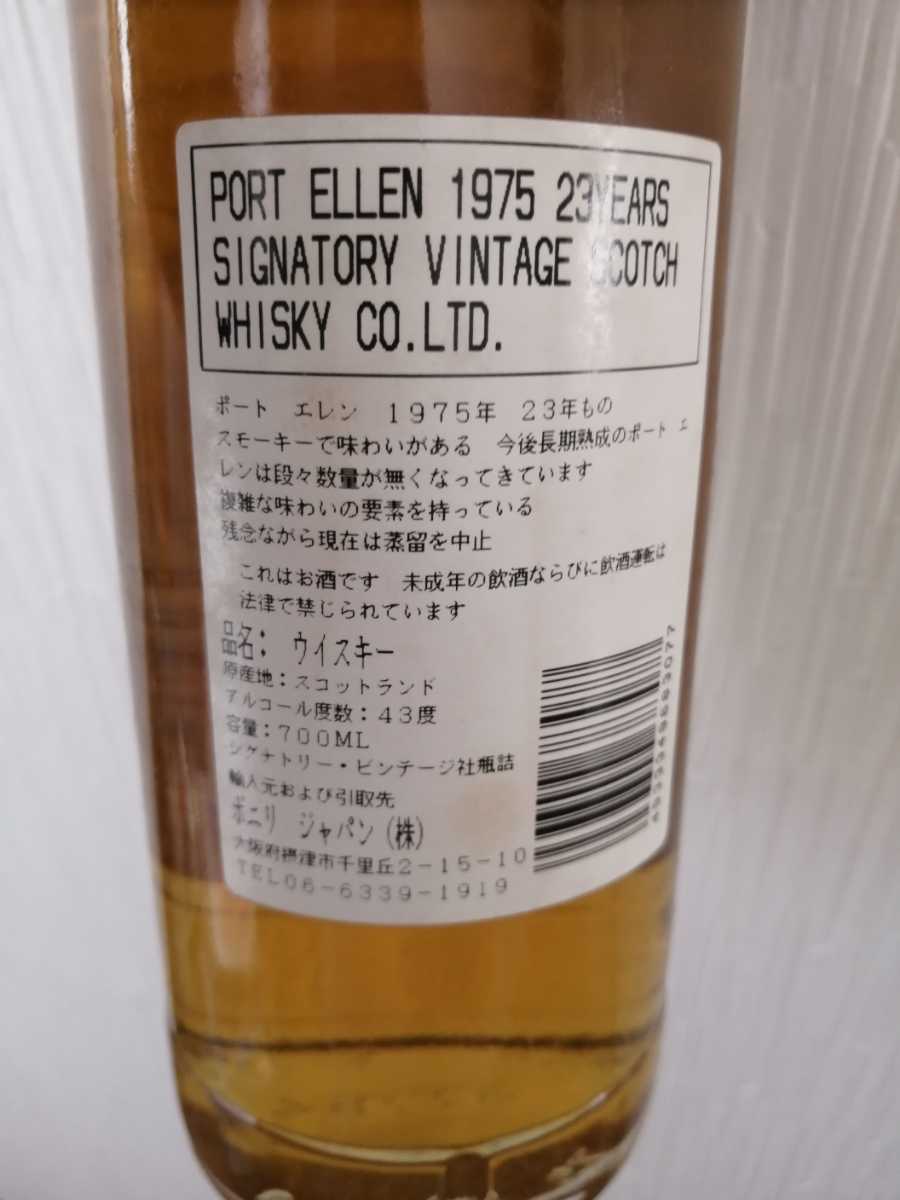 PORT ELLEN 1975 23YEARS
SIGNATORY VINTAGE SCOTCH
WHISKY CO.LTD.
ポート エレン 1975年 23年もの
スモーキーで味わいがある 今後長期熟成のポート エ
レンは段々数量が無くなってきています
複雑な味わいの要素を持っている
残念ながら現在は蒸留を中止
これはお酒です 未成年の飲酒ならびに飲酒運転は
法律で禁じられています
品名: ウイスキー
原産地:スコットランド
アルコール度数:43度
容量:700ML
シグナトリー・ビンテージ社瓶詰
輸入元および引取先
ボニリ ジャパン(株)
大阪府摂津市千里丘2-15-10
TEL06-6339-1919